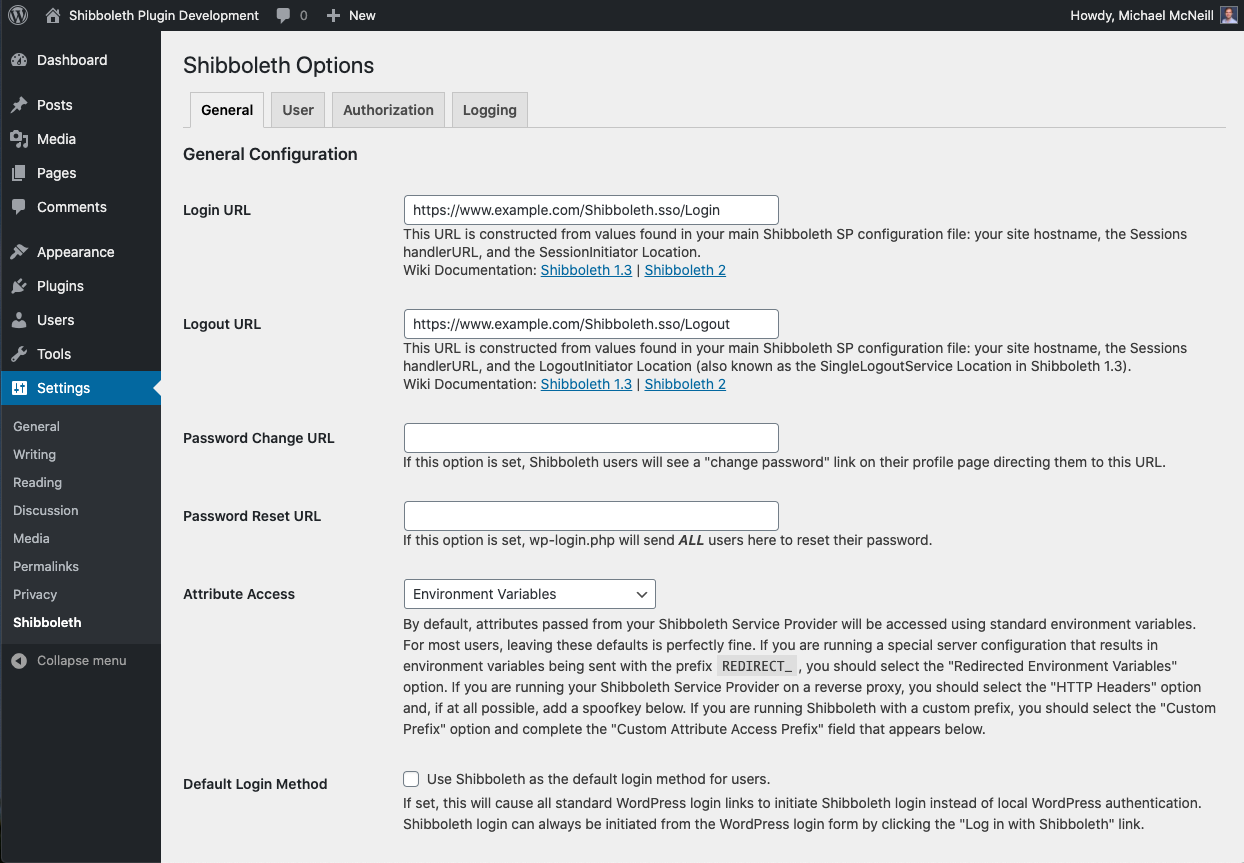 Shibboleth Plugin Development 0 New Howdy, Michael McNeill
Dashboard
Posts
Media
Pages
Comments
Appearance
Plugins
Users
Tools
Settings
General
Writing
Reading
Discussion
Media
Permalinks
Privacy
Shibboleth
Collapse menu
Shibboleth Options
General User Authorization Logging
General Configuration
Login URL
https://www.example.com/Shibboleth.sso/Login
This URL is constructed from values found in your main Shibboleth SP configuration file: your site hostname, the Sessions
handlerURL, and the SessionInitiator Location.
Wiki Documentation: Shibboleth 1.3 | Shibboleth 2
Logout URL
https://www.example.com/Shibboleth.sso/Logout
This URL is constructed from values found in your main Shibboleth SP configuration file: your site hostname, the Sessions
handlerURL, and the LogoutInitiator Location (also known as the SingleLogoutService Location in Shibboleth 1.3).
Wiki Documentation: Shibboleth 1.3 | Shibboleth 2
Password Change URL
If this option is set, Shibboleth users will see a "change password" link on their profile page directing them to this URL.
Password Reset URL
If this option is set, wp-login.php will send ALL users here to reset their password.
Attribute Access
Environment Variables
By default, attributes passed from your Shibboleth Service Provider will be accessed using standard environment variables.
For most users, leaving these defaults is perfectly fine. If you are running a special server configuration that results in
environment variables being sent with the prefix REDIRECT_ , you should select the "Redirected Environment Variables"
option. If you are running your Shibboleth Service Provider on a reverse proxy, you should select the "HTTP Headers" option
and, if at all possible, add a spoofkey below. If you are running Shibboleth with a custom prefix, you should select the "Custom
Prefix" option and complete the "Custom Attribute Access Prefix" field that appears below.
Default Login Method
Use Shibboleth as the default login method for users.
If set, this will cause all standard WordPress login links to initiate Shibboleth login instead of local WordPress authentication.
Shibboleth login can always be initiated from the WordPress login form by clicking the "Log in with Shibboleth" link.